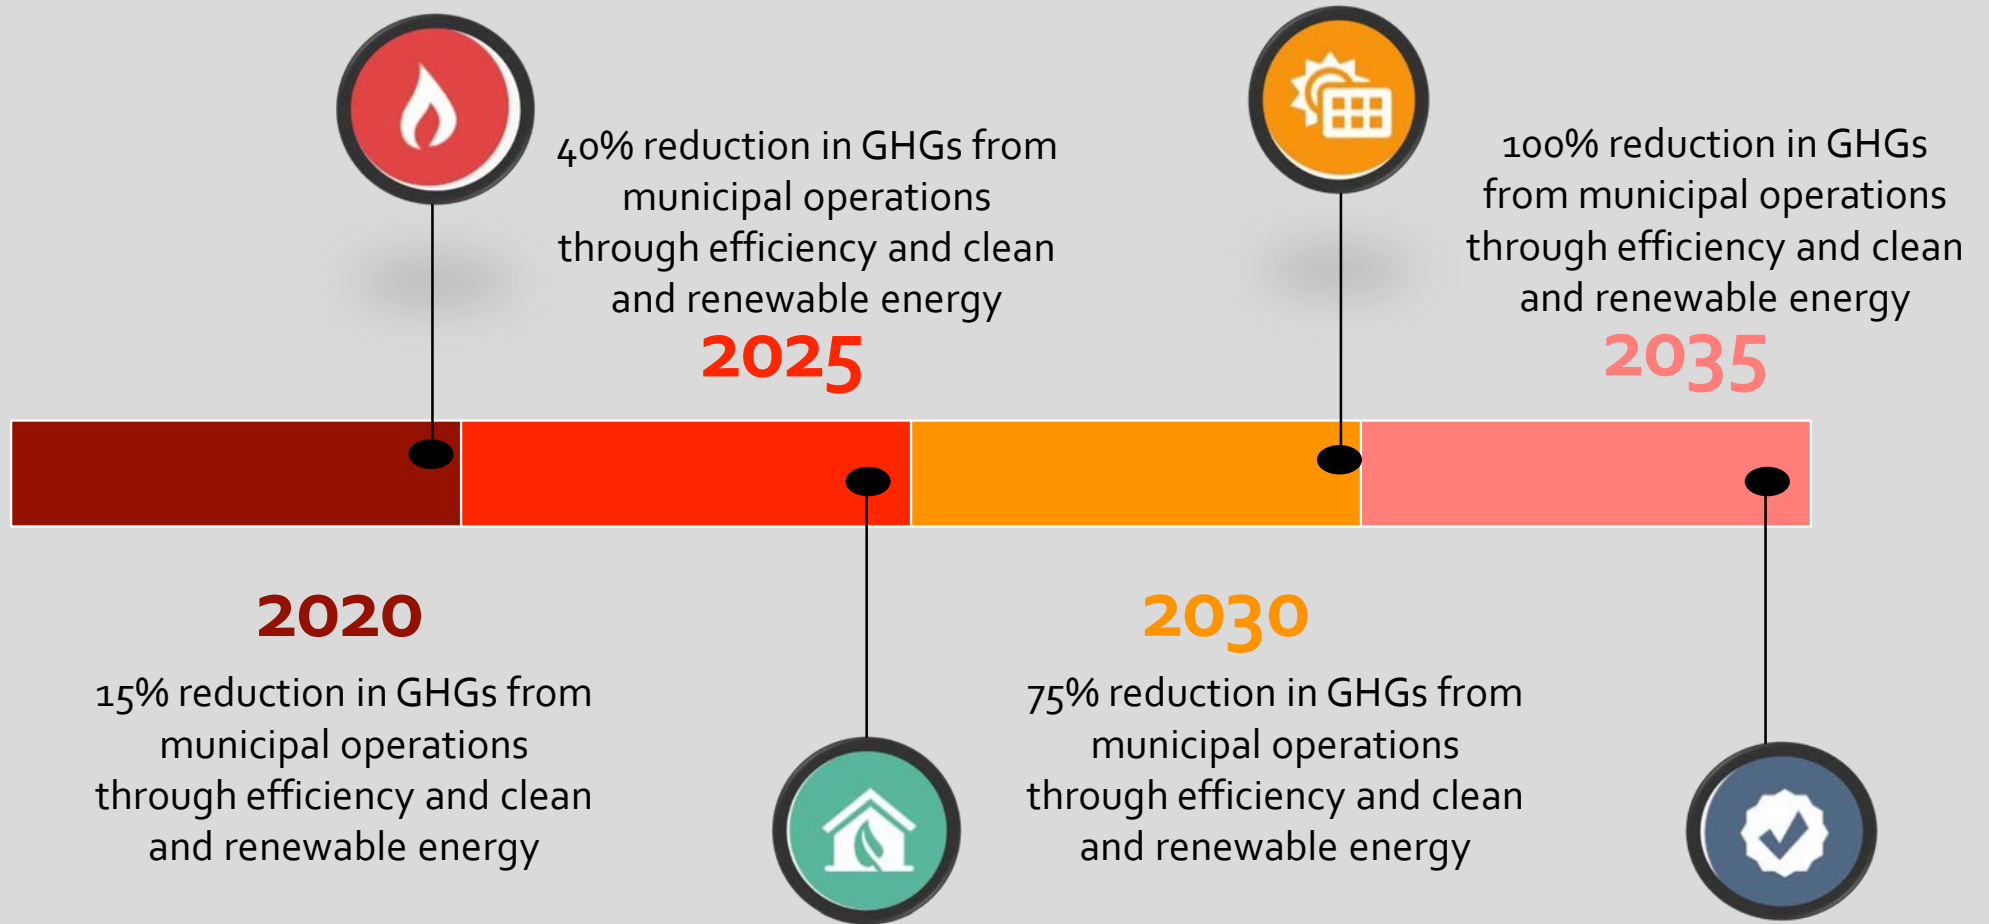 40% reduction in GHGs from
municipal operations
through efficiency and clean
and renewable energy
2025
100% reduction in GHGs
from municipal operations
through efficiency and clean
and renewable energy
2035
2020
15% reduction in GHGs from
municipal operations
through efficiency and clean
and renewable energy
2030
75% reduction in GHGs from
municipal operations
through efficiency and clean
and renewable energy